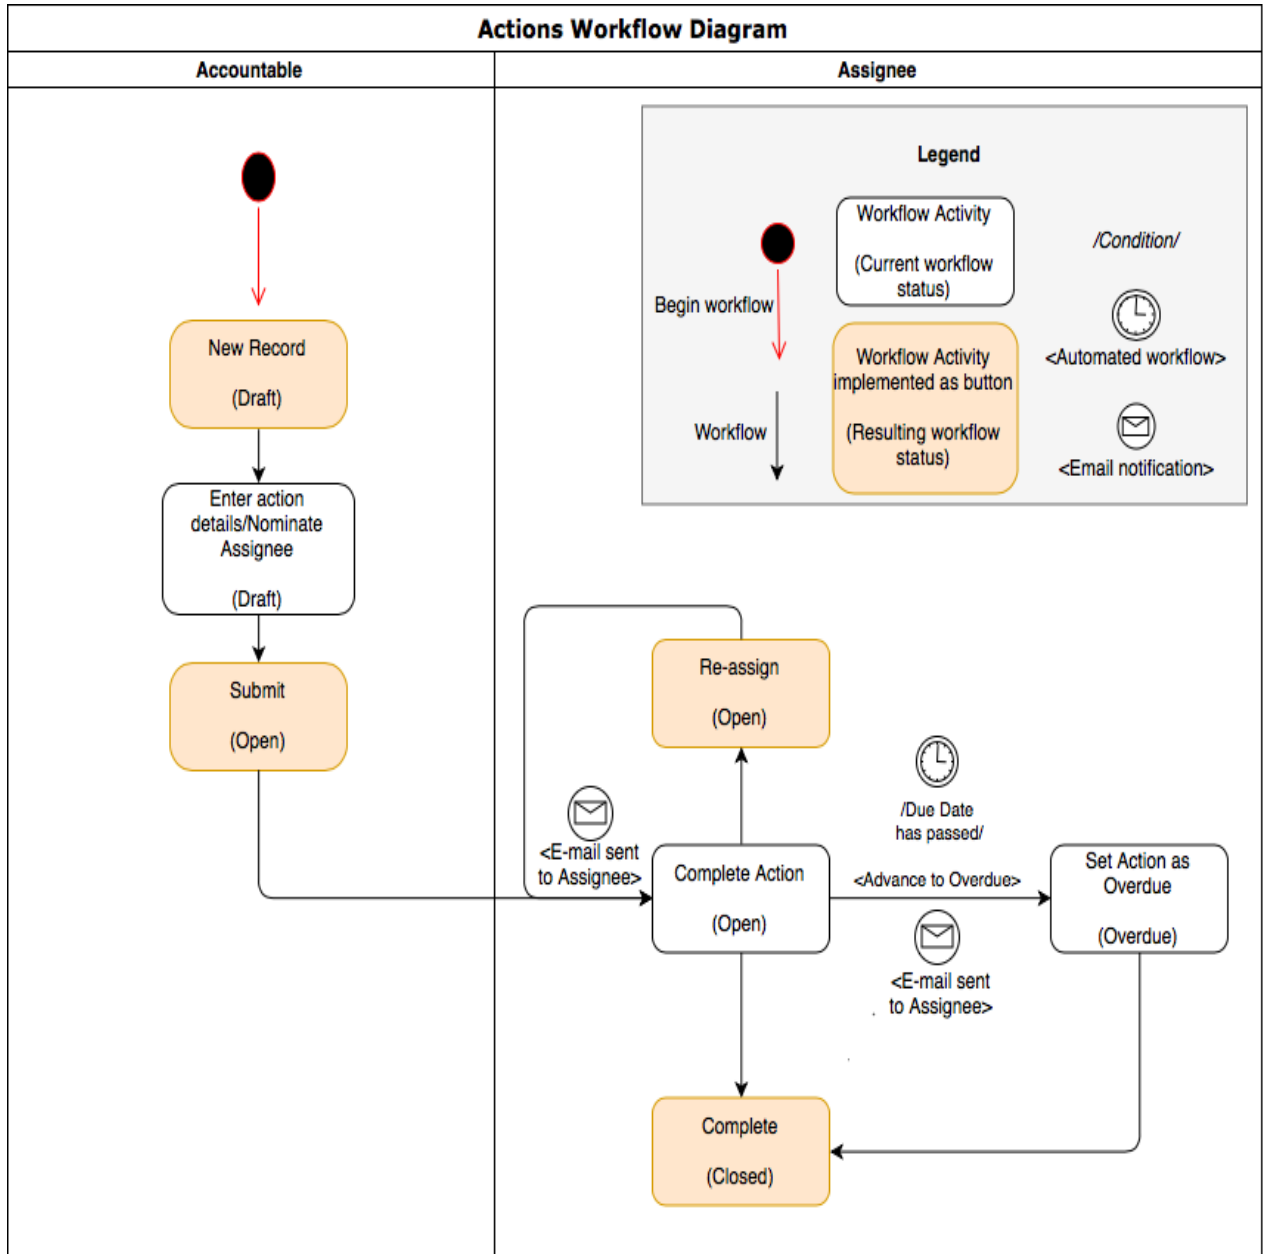 Actions Workflow Diagram
Accountable
Assignee
New Record
(Draft)
Enter action
details/Nominate
Assignee
(Draft)
Submit
(Open)
Legend
Begin workflow
Workflow
Workflow Activity
(Current workflow
status)
Workflow Activity
implemented as button
(Resulting workflow
status)
/Condition/
<Automated workflow>
<Email notification>
Re-assign
(Open)
<E-mail sent
to Assignee>
Complete Action
(Open)
/Due Date
has passed/
<Advance to Overdue>
<E-mail sent
to Assignee>
Set Action as
Overdue
(Overdue)
Complete
(Closed)